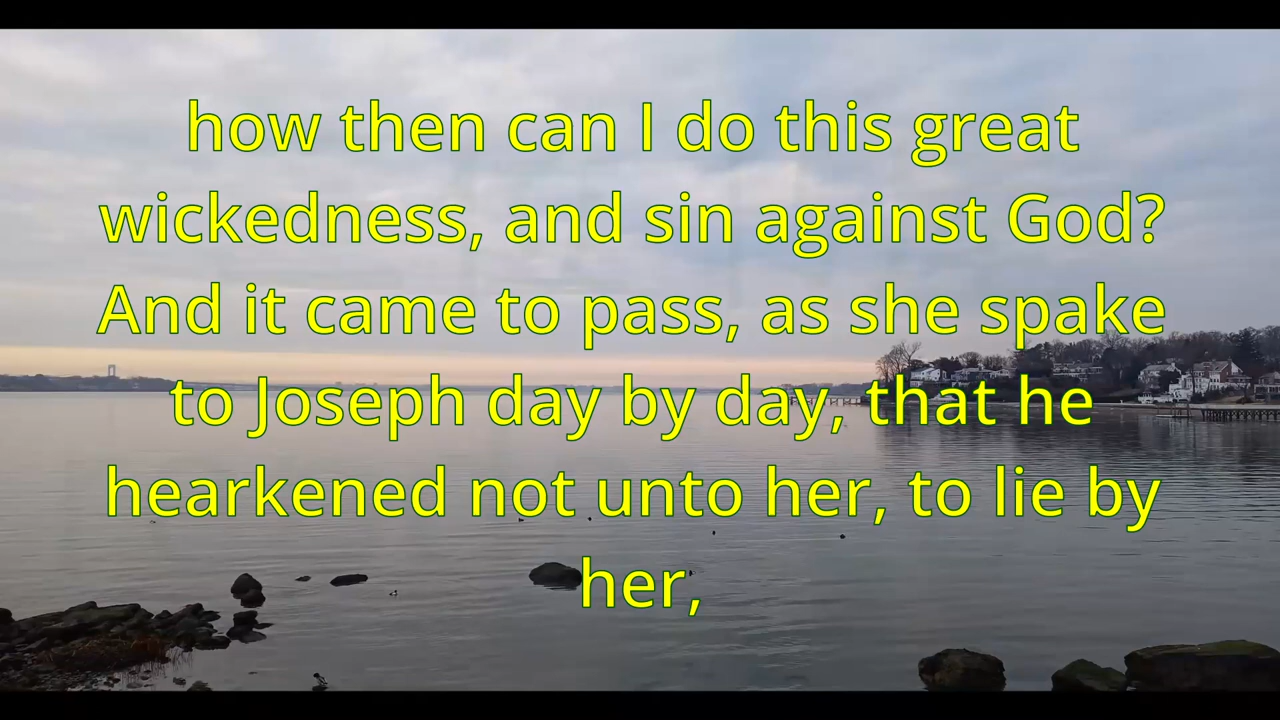 how then can I do this great
wickedness, and sin against God?
And it came to pass, as she spake
to Joseph day by day, that he
hearkened not unto her, to lie by
her,